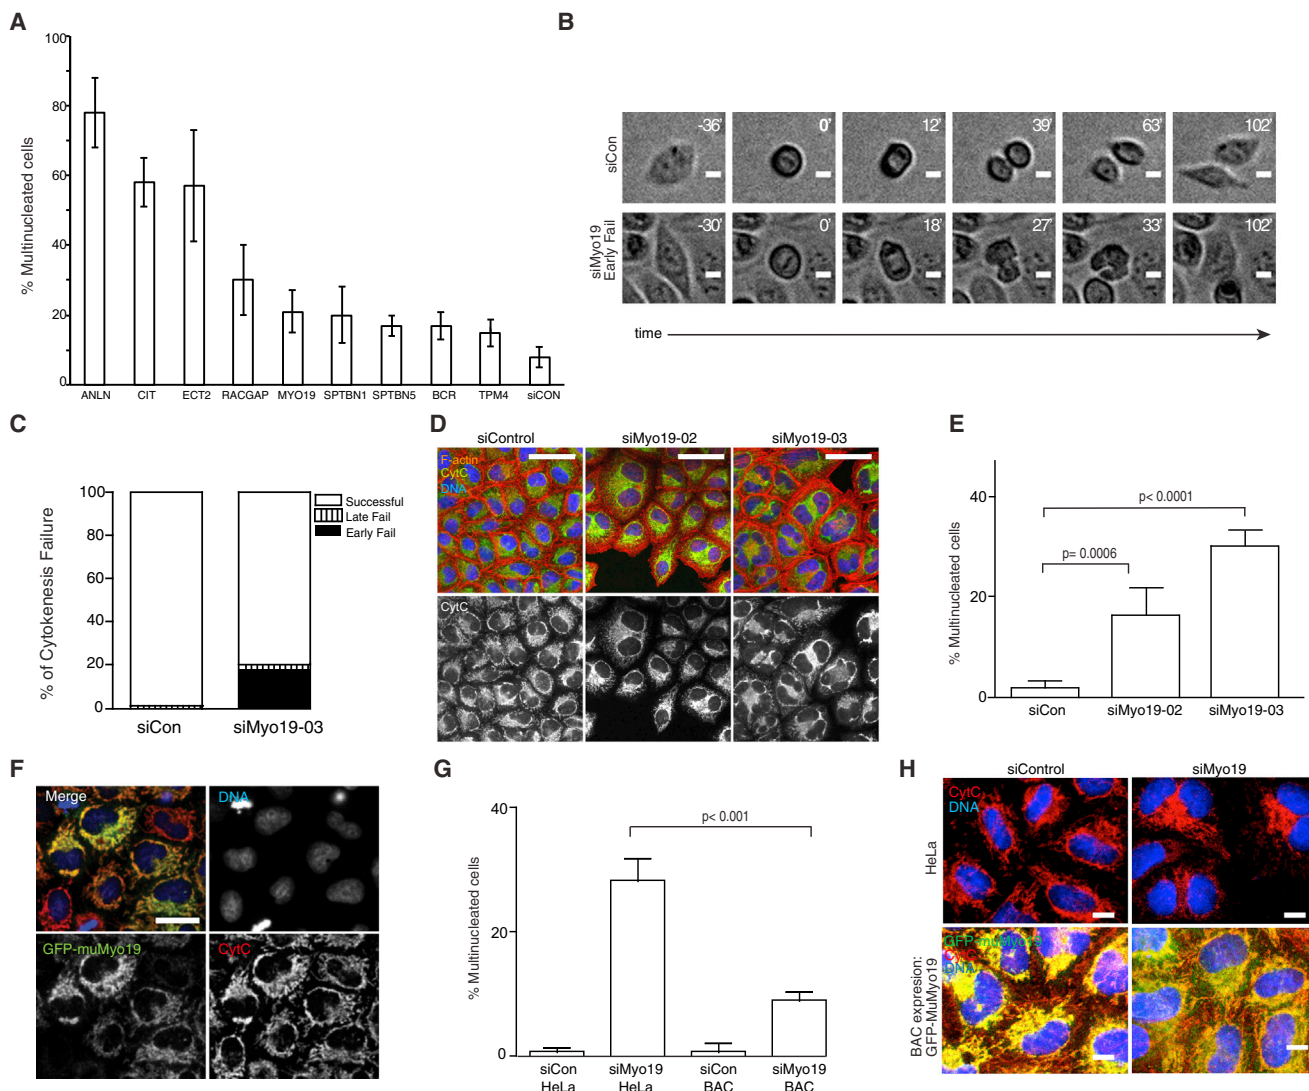 A
% Multinucleated cells
100
80
60
40
20
0
ANLN CIT ECT2 RACGAP MYO19 SPTBN1 SPTBN5 BCR TPM4 siCON
B
siCon
-36' 0' 12' 39' 63' 102'
siMyo19
Early Fail
-30' 0' 18' 27' 33' 102'
time
C
% of Cytokenesis Failure
100
80
60
40
20
0
siCon siMyo19-03
Successful
Late Fail
Early Fail
D
siControl siMyo19-02 siMyo19-03
F-actin
CytC
DNA
CytC
E
% Multinucleated cells
40
20
0
p< 0.0001
p= 0.0006
siCon siMyo19-02 siMyo19-03
F
Merge
DNA
GFP-muMyo19
CytC
G
% Multinucleated cells
40
20
0
p< 0.001
siCon siMyo19 siCon siMyo19
HeLa HeLa BAC BAC
H
siControl siMyo19
HeLa
CytC
DNA
BAC expresion:
GFP-MuMyo19
GFP-muMyo19
CytC
DNA